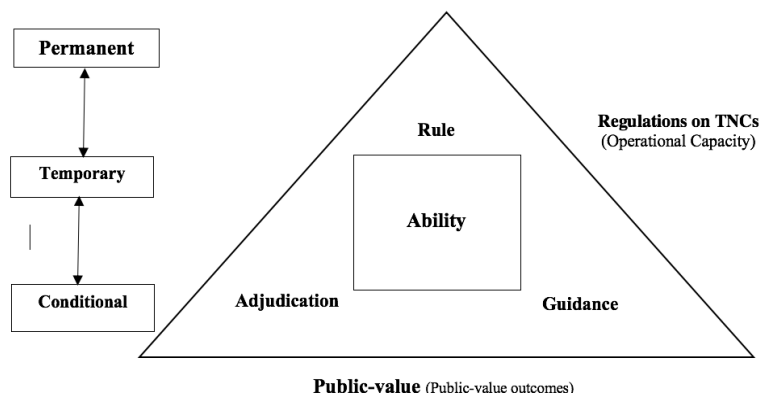 Permanent
Temporary
Conditional
Rule
Ability
Adjudication
Guidance
Regulations on TNCs
(Operational Capacity)
Public-value (Public-value outcomes)